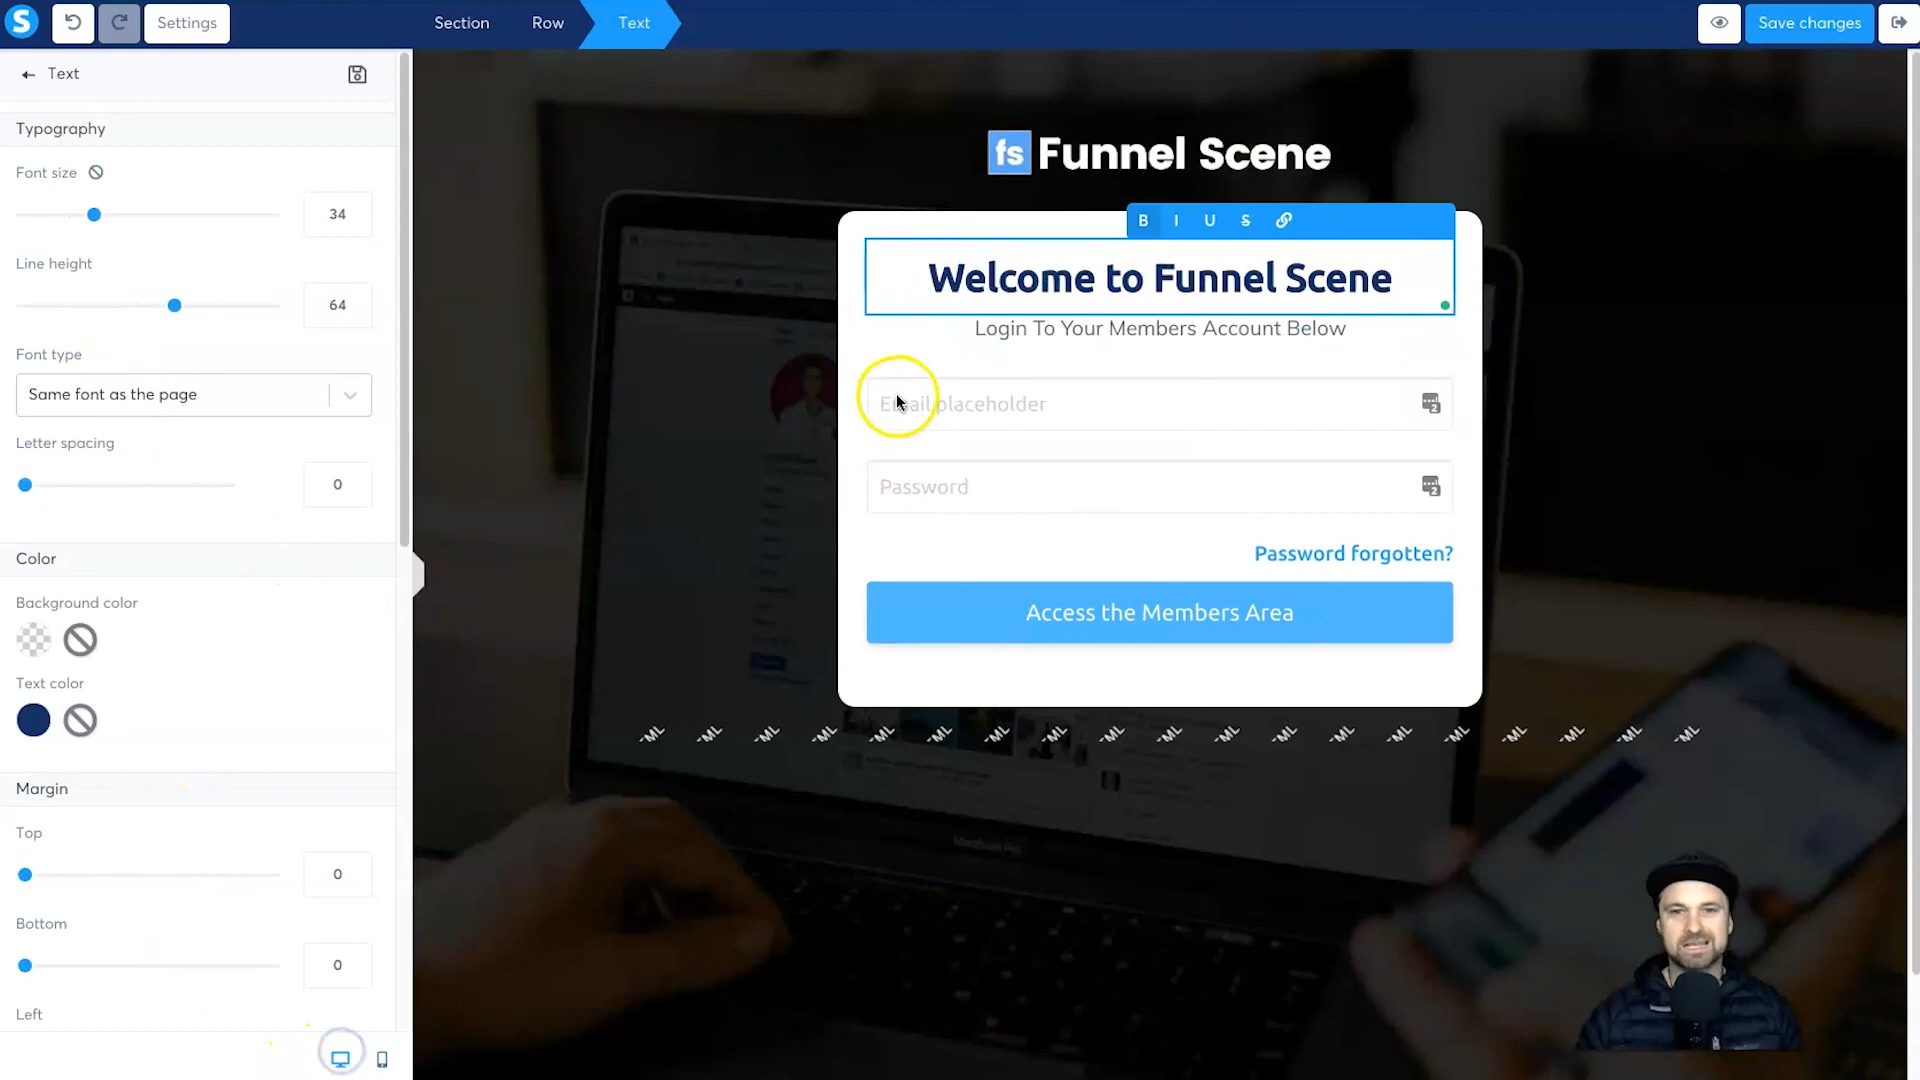 S
Settings
Section
Row
Text
Save changes
Text
Typography
Font size
34
Line height
64
Font type
Same font as the page
Letter spacing
0
Color
Background color
Text color
Margin
Top
0
Bottom
0
Left
fs Funnel Scene
B I U S
Welcome to Funnel Scene
Login To Your Members Account Below
Email placeholder
Password
Password forgotten?
Access the Members Area